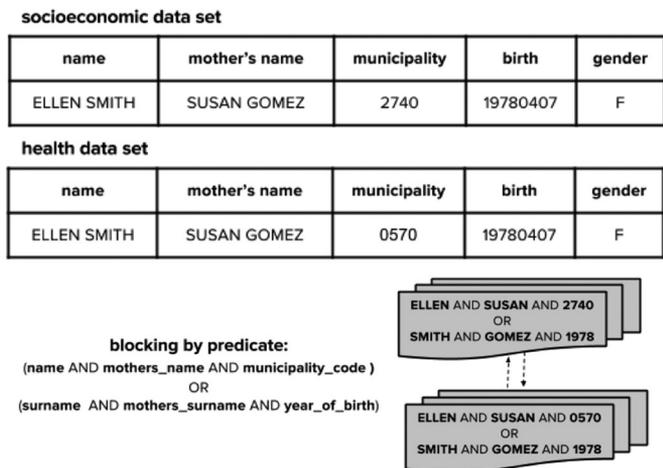 socioeconomic data set
name mother's name municipality birth gender
ELLEN SMITH SUSAN GOMEZ 2740 19780407 F
health data set
name mother's name municipality birth gender
ELLEN SMITH SUSAN GOMEZ 0570 19780407 F
blocking by predicate:
(name AND mothers_name AND municipality_code )
OR
(surname AND mothers_surname AND year_of_birth)
ELLEN AND SUSAN AND 2740
OR
SMITH AND GOMEZ AND 1978
ELLEN AND SUSAN AND 0570
OR
SMITH AND GOMEZ AND 1978